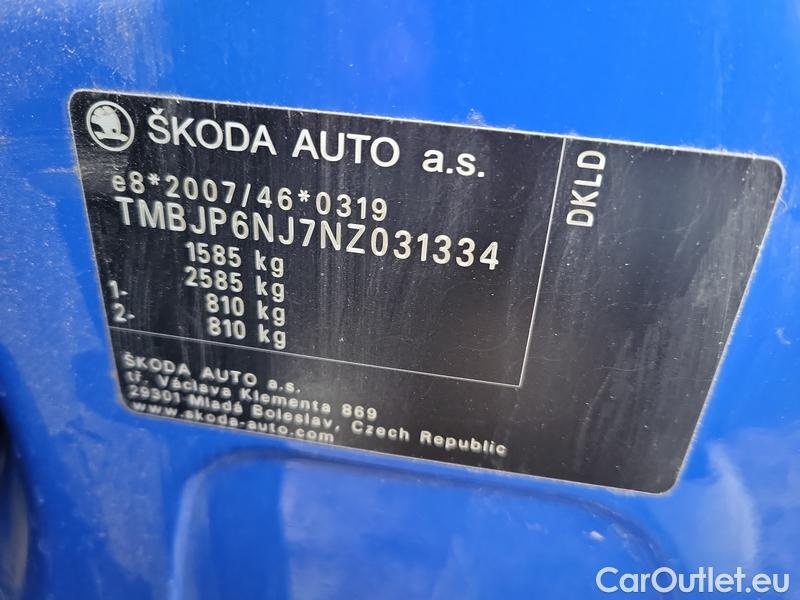 ŠKODA AUTO a.s.
e8*2007/46*0319
TMBJP6NJ7NZ031334
1585 kg
2585 kg
1- 810 kg
2- 810 kg
DKLD
ŠKODA AUTO a.s.
tř. Václava Klementa 869
29301 Mladá Boleslav, Czech Republic
www.skoda-auto.com
CarOutlet.eu